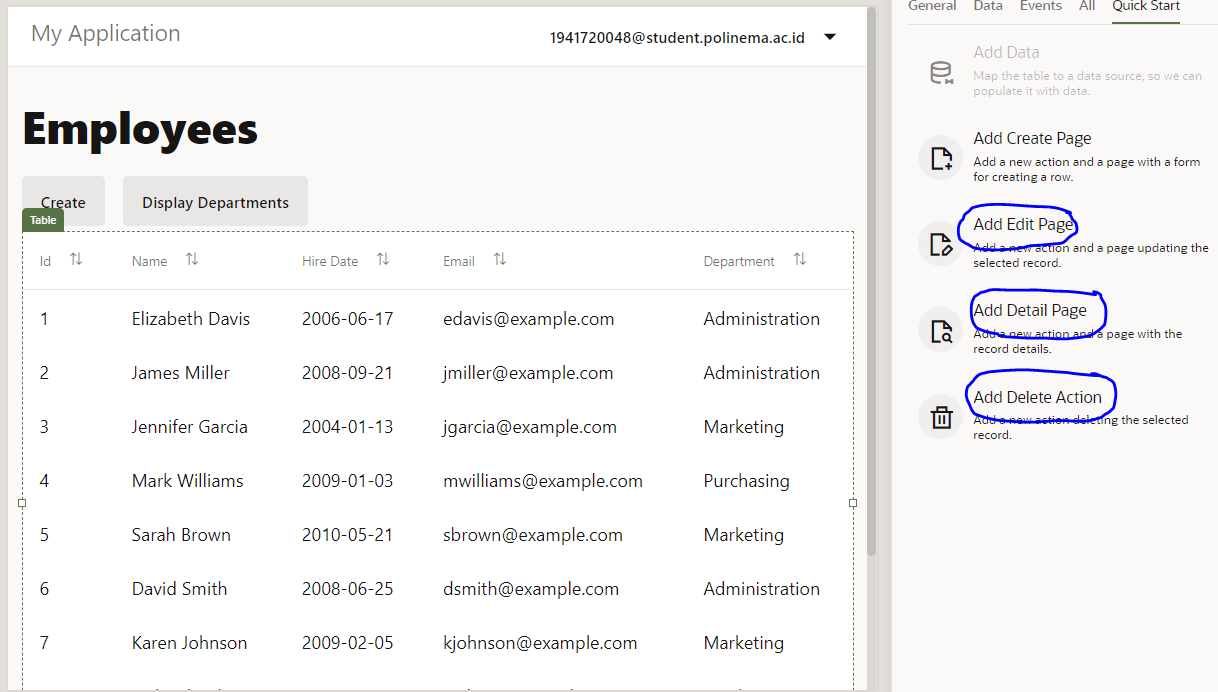 My Application
1941720048@student.polinema.ac.id
Employees
Create
Display Departments
Table
Id Name Hire Date Email Department
1 Elizabeth Davis 2006-06-17 edavis@example.com Administration
2 James Miller 2008-09-21 jmiller@example.com Administration
3 Jennifer Garcia 2004-01-13 jgarcia@example.com Marketing
4 Mark Williams 2009-01-03 mwilliams@example.com Purchasing
5 Sarah Brown 2010-05-21 sbrown@example.com Marketing
6 David Smith 2008-06-25 dsmith@example.com Administration
7 Karen Johnson 2009-02-05 kjohnson@example.com Marketing
General Data Events All Quick Start
Add Data
Map the table to a data source, so we can
populate it with data.
Add Create Page
Add a new action and a page with a form
for creating a row.
Add Edit Page
Add a new action and a page updating the
selected record.
Add Detail Page
Add a new action and a page with the
record details.
Add Delete Action
Add a new action deleting the selected
record.